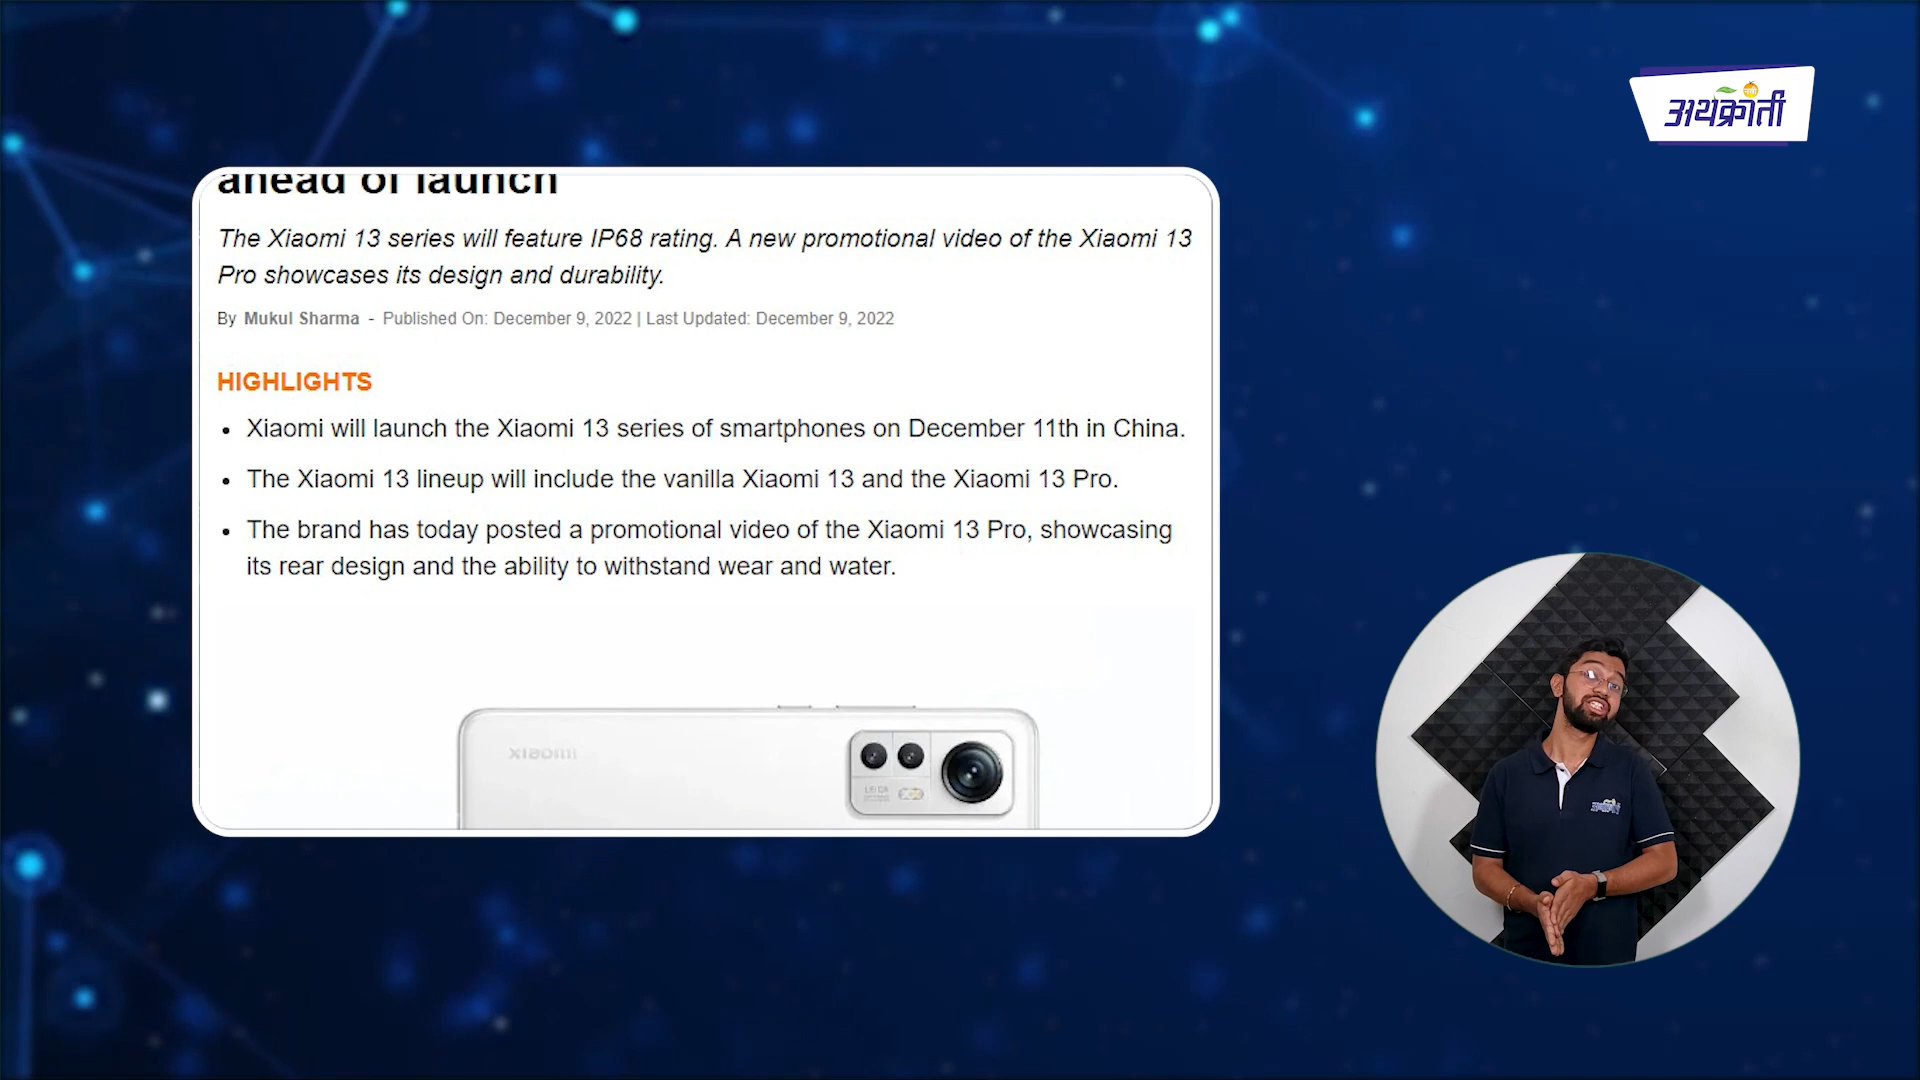 अर्थक्रांती
ahead of launch
The Xiaomi 13 series will feature IP68 rating. A new promotional video of the Xiaomi 13
Pro showcases its design and durability.
By Mukul Sharma - Published On: December 9, 2022 | Last Updated: December 9, 2022
HIGHLIGHTS
• Xiaomi will launch the Xiaomi 13 series of smartphones on December 11th in China.
• The Xiaomi 13 lineup will include the vanilla Xiaomi 13 and the Xiaomi 13 Pro.
• The brand has today posted a promotional video of the Xiaomi 13 Pro, showcasing
its rear design and the ability to withstand wear and water.
xiaomi
LEICA